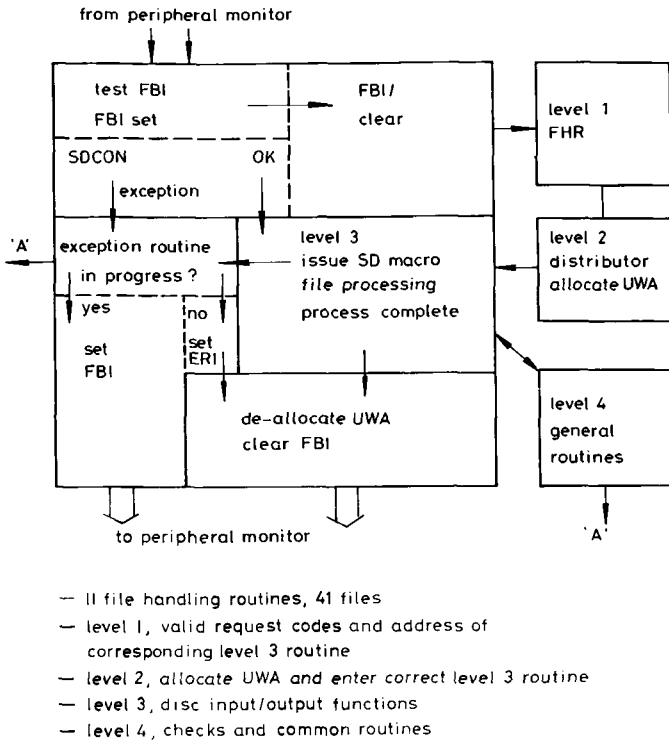 from peripheral monitor
test FBI
FBI set
FBI/
clear
level 1
FHR
SDCON
OK
exception
'A'
exception routine
in progress ?
level 3
issue SD macro
file processing
process complete
level 2
distributor
allocate UWA
yes
set
FBI
no
set
ERI
de-allocate UWA
clear FBI
level 4
general
routines
to peripheral monitor
'A'
— 11 file handling routines, 41 files
— level 1, valid request codes and address of
corresponding level 3 routine
— level 2, allocate UWA and enter correct level 3 routine
— level 3, disc input/output functions
— level 4, checks and common routines